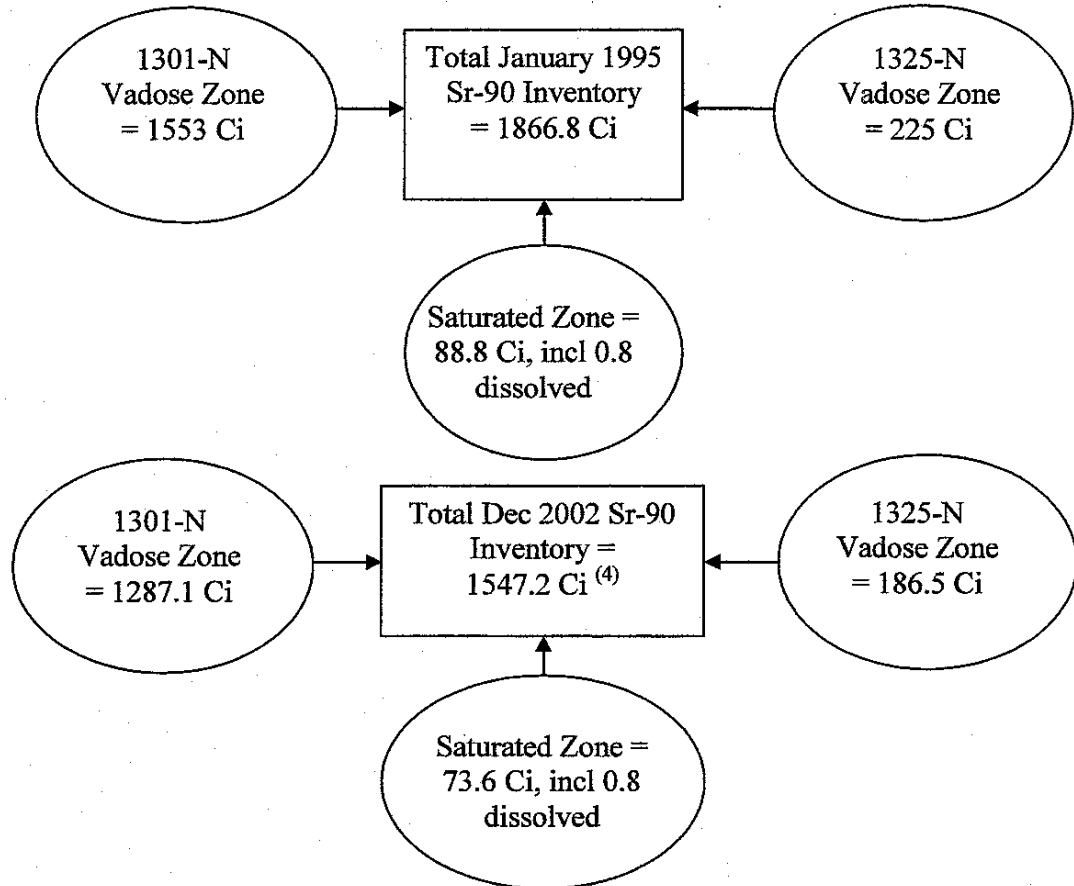 1301-N
Vadose Zone
= 1553 Ci
Total January 1995
Sr-90 Inventory
= 1866.8 Ci
1325-N
Vadose Zone
= 225 Ci
Saturated Zone =
88.8 Ci, incl 0.8
dissolved
1301-N
Vadose Zone
= 1287.1 Ci
Total Dec 2002 Sr-90
Inventory =
1547.2 Ci (4)
1325-N
Vadose Zone
= 186.5 Ci
Saturated Zone =
73.6 Ci, incl 0.8
dissolved